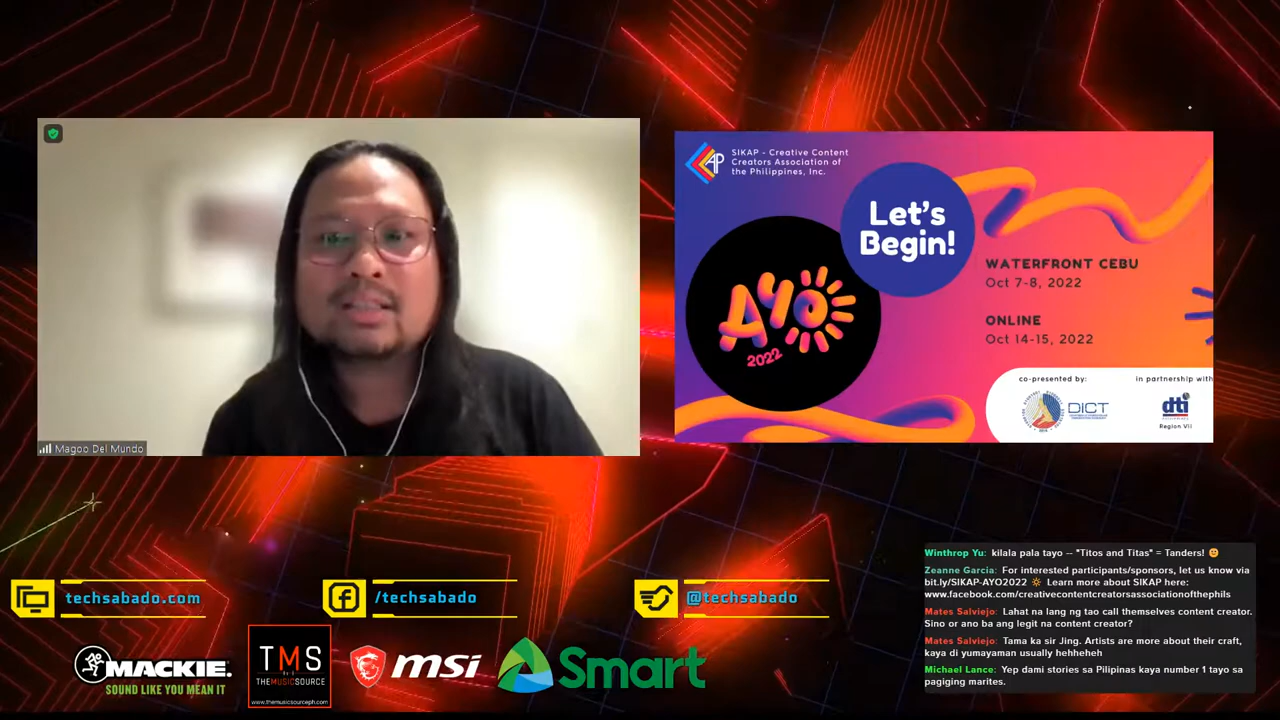 SIKAP - Creative Content
Creators Association of
the Philippines, Inc.
Let's
Begin!
AYO
2022
WATERFRONT CEBU
Oct 7-8, 2022
ONLINE
Oct 14-15, 2022
co-presented by:
in partnership with
DICT
dti
Region VII
Magoo Del Mundo
techsabado.com
/techsabado
@techsabado
MACKIE.
SOUND LIKE YOU MEAN IT
TMS
THEMUSICSOURCE
www.themusicsourceph.com
msi
Smart
Winthrop Yu: kilala pala tayo -- "Titos and Titas" = Tanders! 🙂
Zeanne Garcia: For interested participants/sponsors, let us know via
bit.ly/SIKAP-AYO2022 🔆 Learn more about SIKAP here:
www.facebook.com/creativecontentcreatorsassociationofthephils
Mates Salviejo: Lahat na lang ng tao call themselves content creator.
Sino or ano ba ang legit na content creator?
Mates Salviejo: Tama ka sir Jing. Artists are more about their craft,
kaya di yumayaman usually hehheheh
Michael Lance: Yep dami stories sa Pilipinas kaya number 1 tayo sa
pagiging marites.